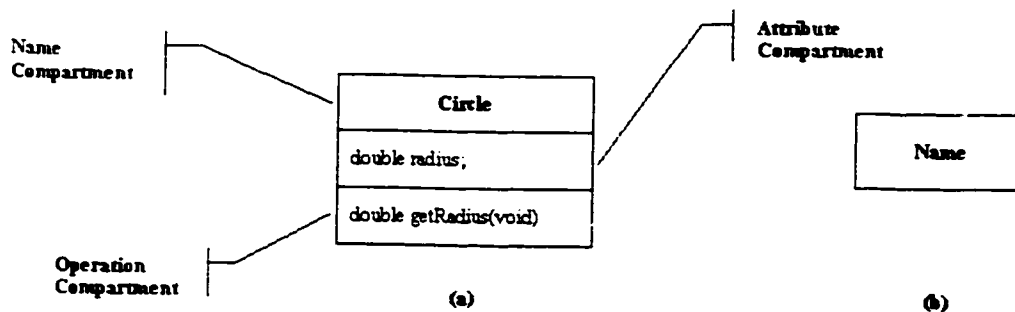 Name
Compartment
Attribute
Compartment
Circle
double radius;
double getRadius(void)
Operation
Compartment
(a)
Name
(b)